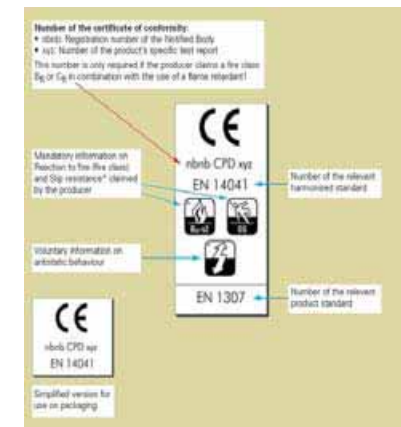 Number of the certificate of conformity:
• nbnb: Registration number of the Notified Body
• xyz: Number of the product's specific test report
This number is only required if the producer claims a fire class
Bfl or Cfl in combination with the use of a flame retardant!
CE
nbnb CPD xyz
EN 14041
Mandatory information on
Reaction to fire (fire class)
and Slip resistance* claimed
by the producer
Number of the relevant
harmonised standard
DS
Voluntary information on
antistatic behaviour
EN 1307
Number of the relevant
product standard
CE
nbnb CPD xyz
EN 14041
Simplified version for
use on packaging